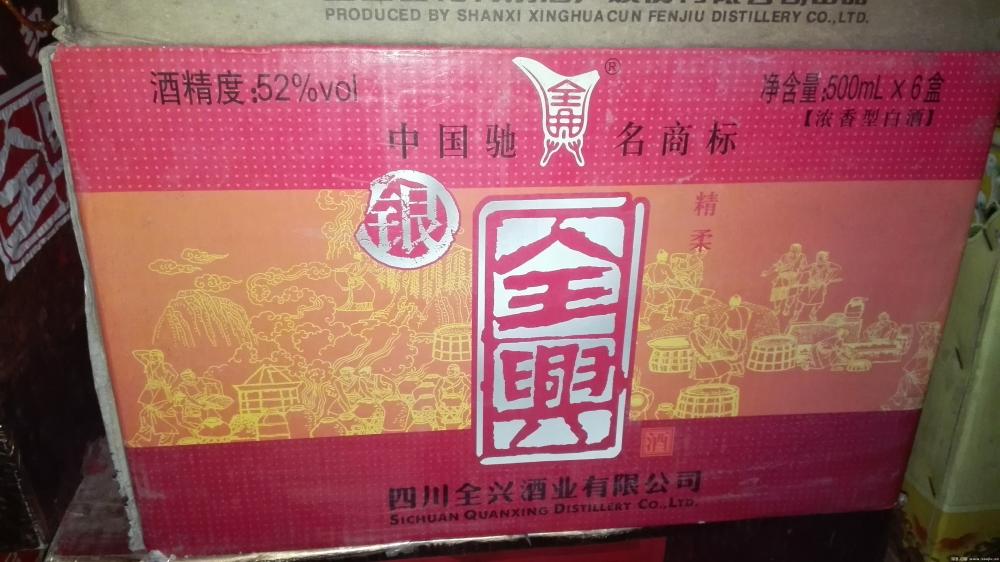 PRODUCED BY SHANXI XINGHUACUN FENJIU DISTILLERY CO.,LTD.
酒精度:52%vol
全興
®
净含量:500mL×6盒
【浓香型白酒】
中国驰
名商标
银
精柔
全興
酒
四川全兴酒业有限公司
SICHUAN QUANXING DISTILLERY CO.,LTD.